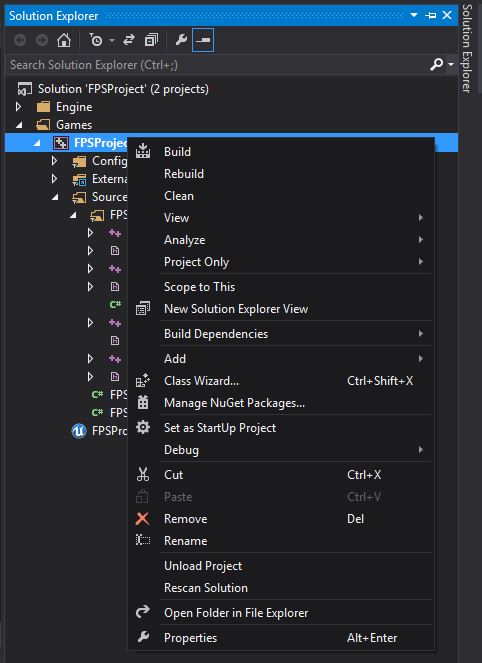 Solution Explorer
Solution Explorer
Search Solution Explorer (Ctrl+;)
Solution 'FPSProject' (2 projects)
Engine
Games
FPSProjec
Config
Externa
Source
FPS
C# FPS
C# FPS
FPSPro
Build
Rebuild
Clean
View
Analyze
Project Only
Scope to This
New Solution Explorer View
Build Dependencies
Add
Class Wizard... Ctrl+Shift+X
Manage NuGet Packages...
Set as StartUp Project
Debug
Cut Ctrl+X
Paste Ctrl+V
Remove Del
Rename
Unload Project
Rescan Solution
Open Folder in File Explorer
Properties Alt+Enter